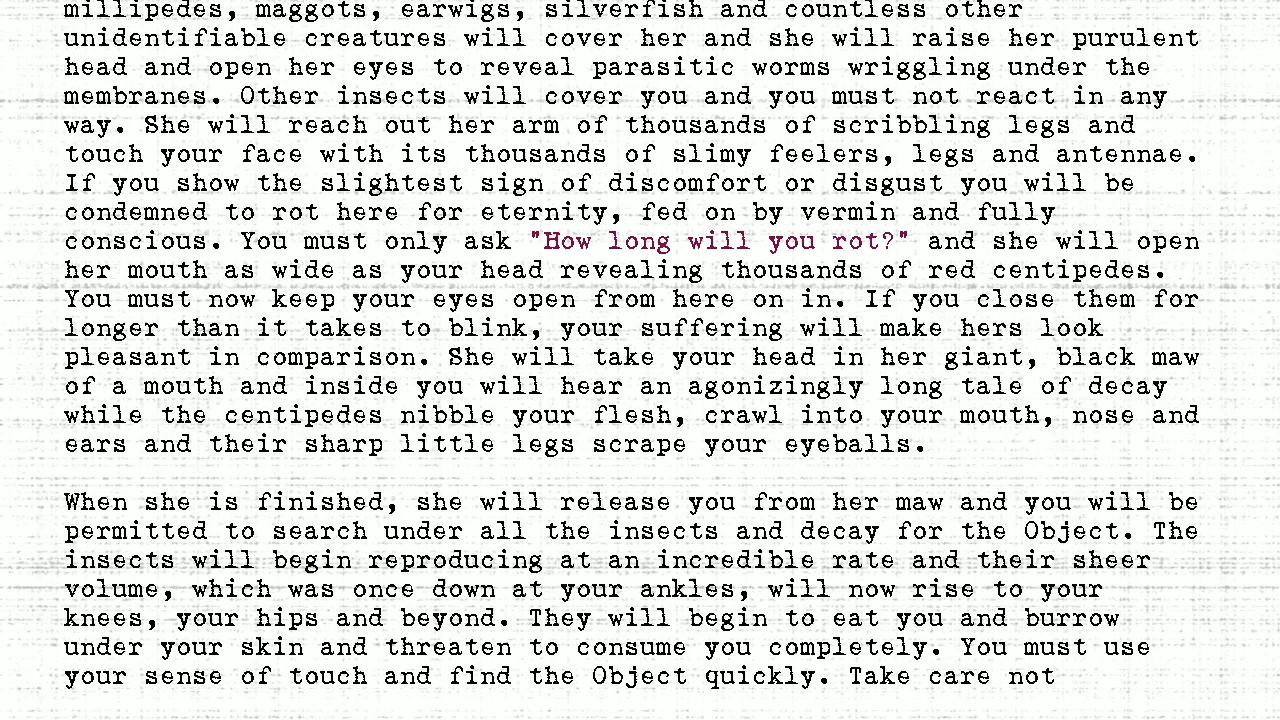 millipedes, maggots, earwigs, silverfish and countless other
unidentifiable creatures will cover her and she will raise her purulent
head and open her eyes to reveal parasitic worms wriggling under the
membranes. Other insects will cover you and you must not react in any
way. She will reach out her arm of thousands of scribbling legs and
touch your face with its thousands of slimy feelers, legs and antennae.
If you show the slightest sign of discomfort or disgust you will be
condemned to rot here for eternity, fed on by vermin and fully
conscious. You must only ask "How long will you rot?" and she will open
her mouth as wide as your head revealing thousands of red centipedes.
You must now keep your eyes open from here on in. If you close them for
longer than it takes to blink, your suffering will make hers look
pleasant in comparison. She will take your head in her giant, black maw
of a mouth and inside you will hear an agonizingly long tale of decay
while the centipedes nibble your flesh, crawl into your mouth, nose and
ears and their sharp little legs scrape your eyeballs.
When she is finished, she will release you from her maw and you will be
permitted to search under all the insects and decay for the Object. The
insects will begin reproducing at an incredible rate and their sheer
volume, which was once down at your ankles, will now rise to your
knees, your hips and beyond. They will begin to eat you and burrow
under your skin and threaten to consume you completely. You must use
your sense of touch and find the Object quickly. Take care not